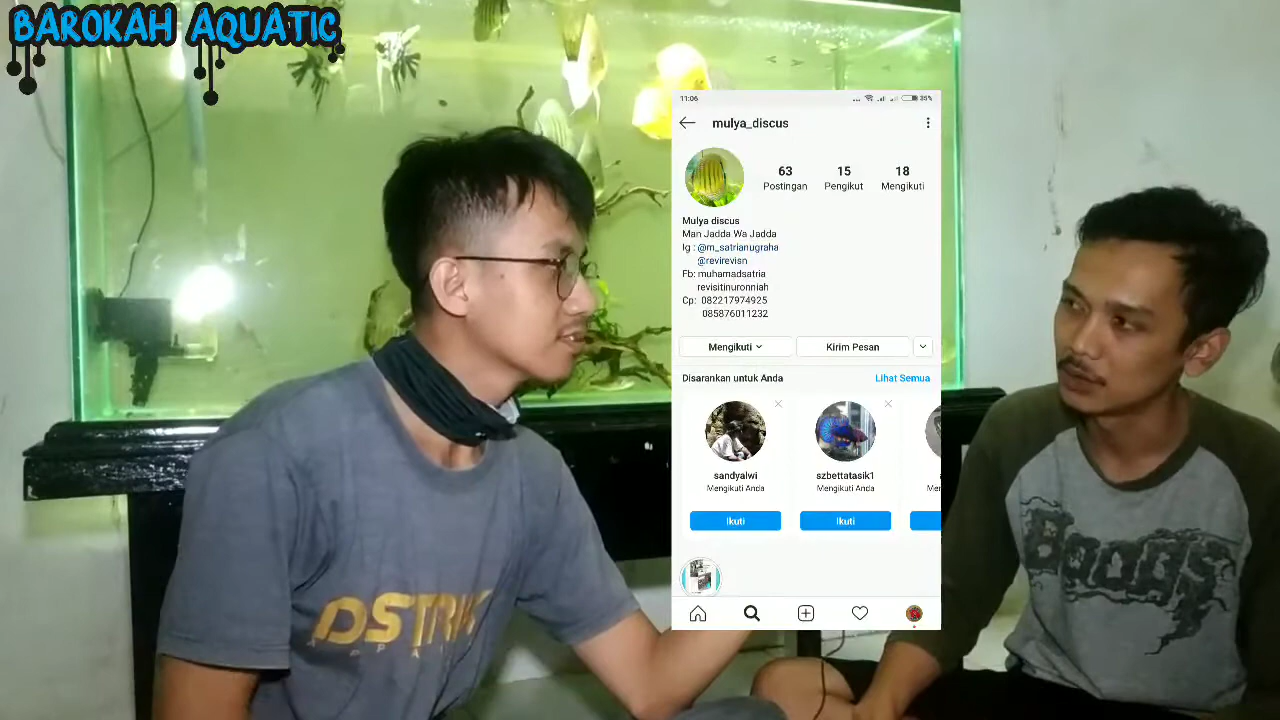 BAROKAH AQUATIC
11:06
35%
mulya_discus
63
15
18
Postingan
Pengikut
Mengikuti
Mulya discus
Man Jadda Wa Jadda
Ig : @m_satrianugraha
@revirevisn
Fb: muhamadsatria
revisitinuronniah
Cp: 082217974925
085876011232
Mengikuti
Kirim Pesan
Disarankan untuk Anda
Lihat Semua
sandyalwi
szbettatasik1
Mengikuti Anda
Mengikuti Anda
Ikuti
Ikuti